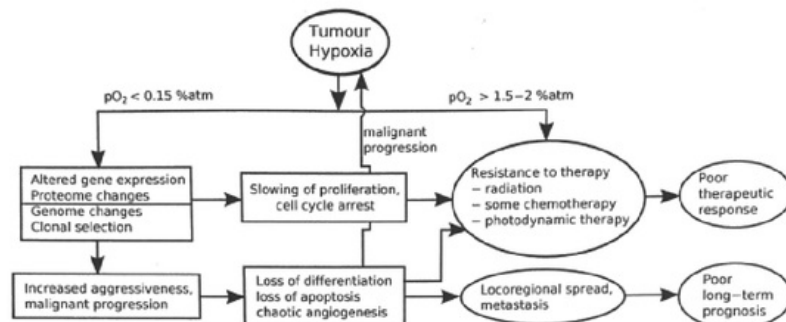 Tumour
Hypoxia
pO₂ < 0.15 %atm
pO₂ > 1.5−2 %atm
malignant
progression
Altered gene expression
Proteome changes
Genome changes
Clonal selection
Slowing of proliferation,
cell cycle arrest
Resistance to therapy
− radiation
− some chemotherapy
− photodynamic therapy
Poor
therapeutic
response
Increased aggressiveness,
malignant progression
Loss of differentiation
loss of apoptosis
chaotic angiogenesis
Locoregional spread,
metastasis
Poor
long−term
prognosis